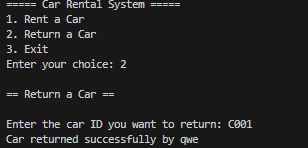 ===== Car Rental System =====
1. Rent a Car
2. Return a Car
3. Exit
Enter your choice: 2
== Return a Car ==
Enter the car ID you want to return: C001
Car returned successfully by qwe